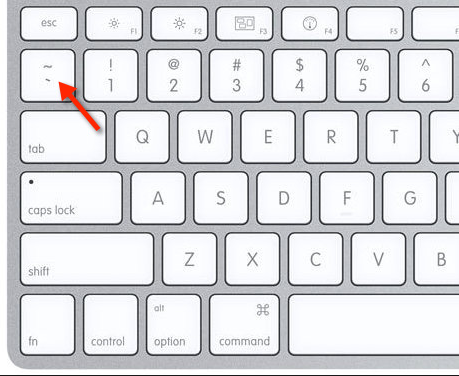 esc F1 F2 F3 F4 F5
~ ! @ # $ % ^
` 1 2 3 4 5 6
tab Q W E R T Y
caps lock A S D F G
shift Z X C V B
alt ⌘
fn control option command